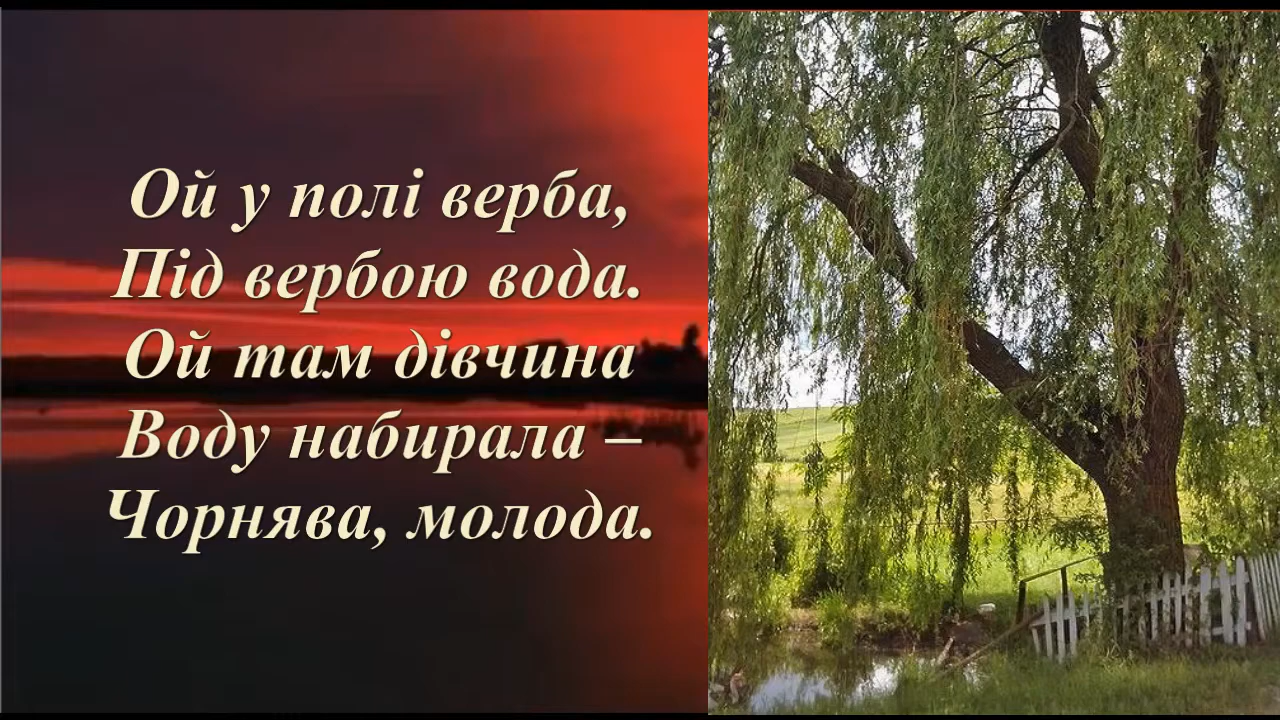 Ой у полі верба,
Під вербою вода.
Ой там дівчина
Воду набирала –
Чорнява, молода.